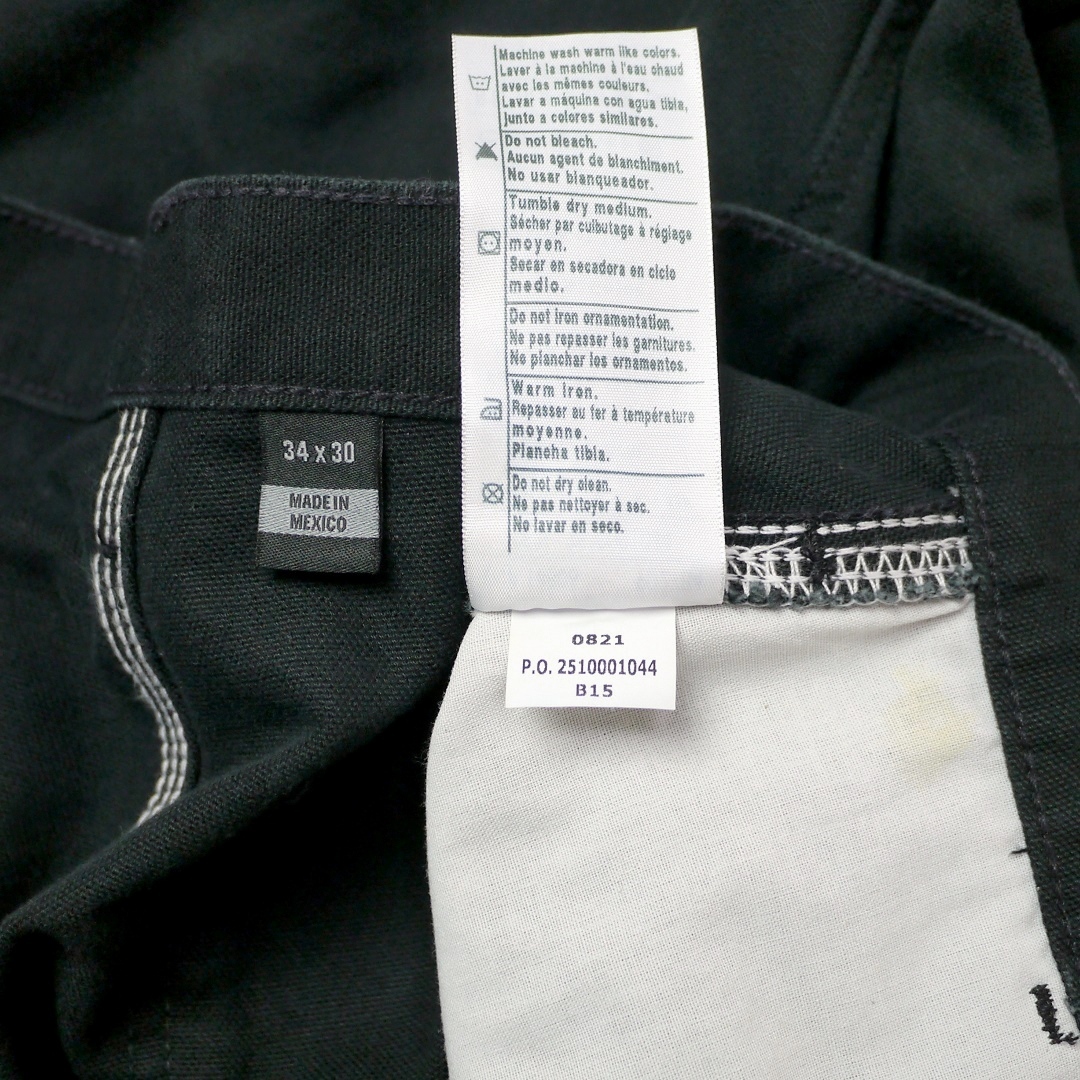 Machine wash warm like colors.
Laver à la machine à l'eau chaud
avec les mêmes couleurs.
Lavar a máquina con agua tibia,
junto a colores similares.
Do not bleach.
Aucun agent de blanchiment.
No usar blanqueador.
Tumble dry medium.
Sécher par culbutage à réglage
moyen.
Secar en secadora en ciclo
medio.
Do not iron ornamentation.
Ne pas repasser les garnitures.
No planchar los ornamentos.
Warm iron.
Repasser au fer à température
moyenne.
Plancha tibia.
Do not dry clean.
Ne pas nettoyer à sec.
No lavar en seco.
34 x 30
MADE IN
MEXICO
0821
P.O. 2510001044
B15